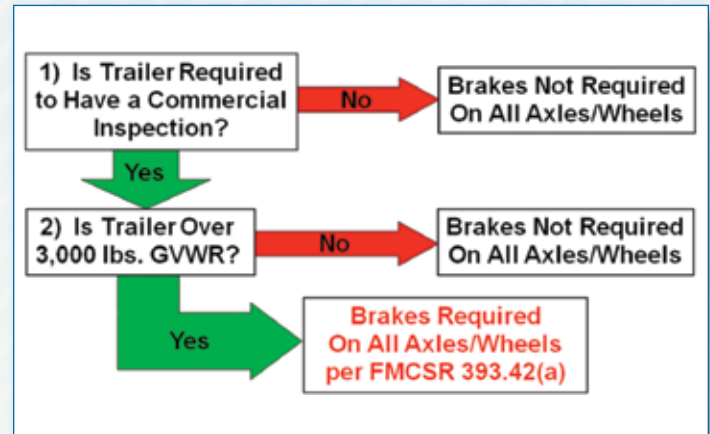 1) Is Trailer Required
to Have a Commercial
Inspection?
No
Brakes Not Required
On All Axles/Wheels
Yes
2) Is Trailer Over
3,000 lbs. GVWR?
No
Brakes Not Required
On All Axles/Wheels
Yes
Brakes Required
On All Axles/Wheels
per FMCSR 393.42(a)